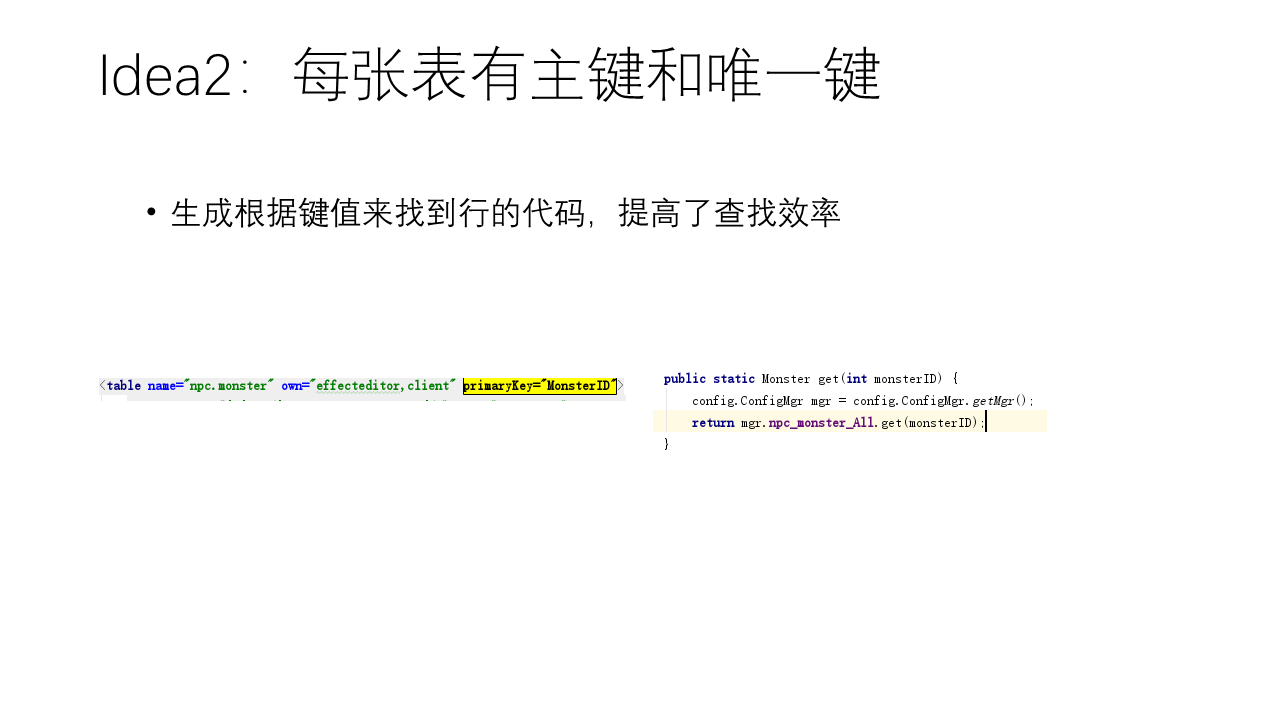 Idea2：每张表有主键和唯一键
• 生成根据键值来找到行的代码，提高了查找效率
<table name="npc.monster" own="effecteditor,client" primaryKey="MonsterID">
public static Monster get(int monsterID) {
config.ConfigMgr mgr = config.ConfigMgr.getMgr();
return mgr.npc_monster_All.get(monsterID);
}